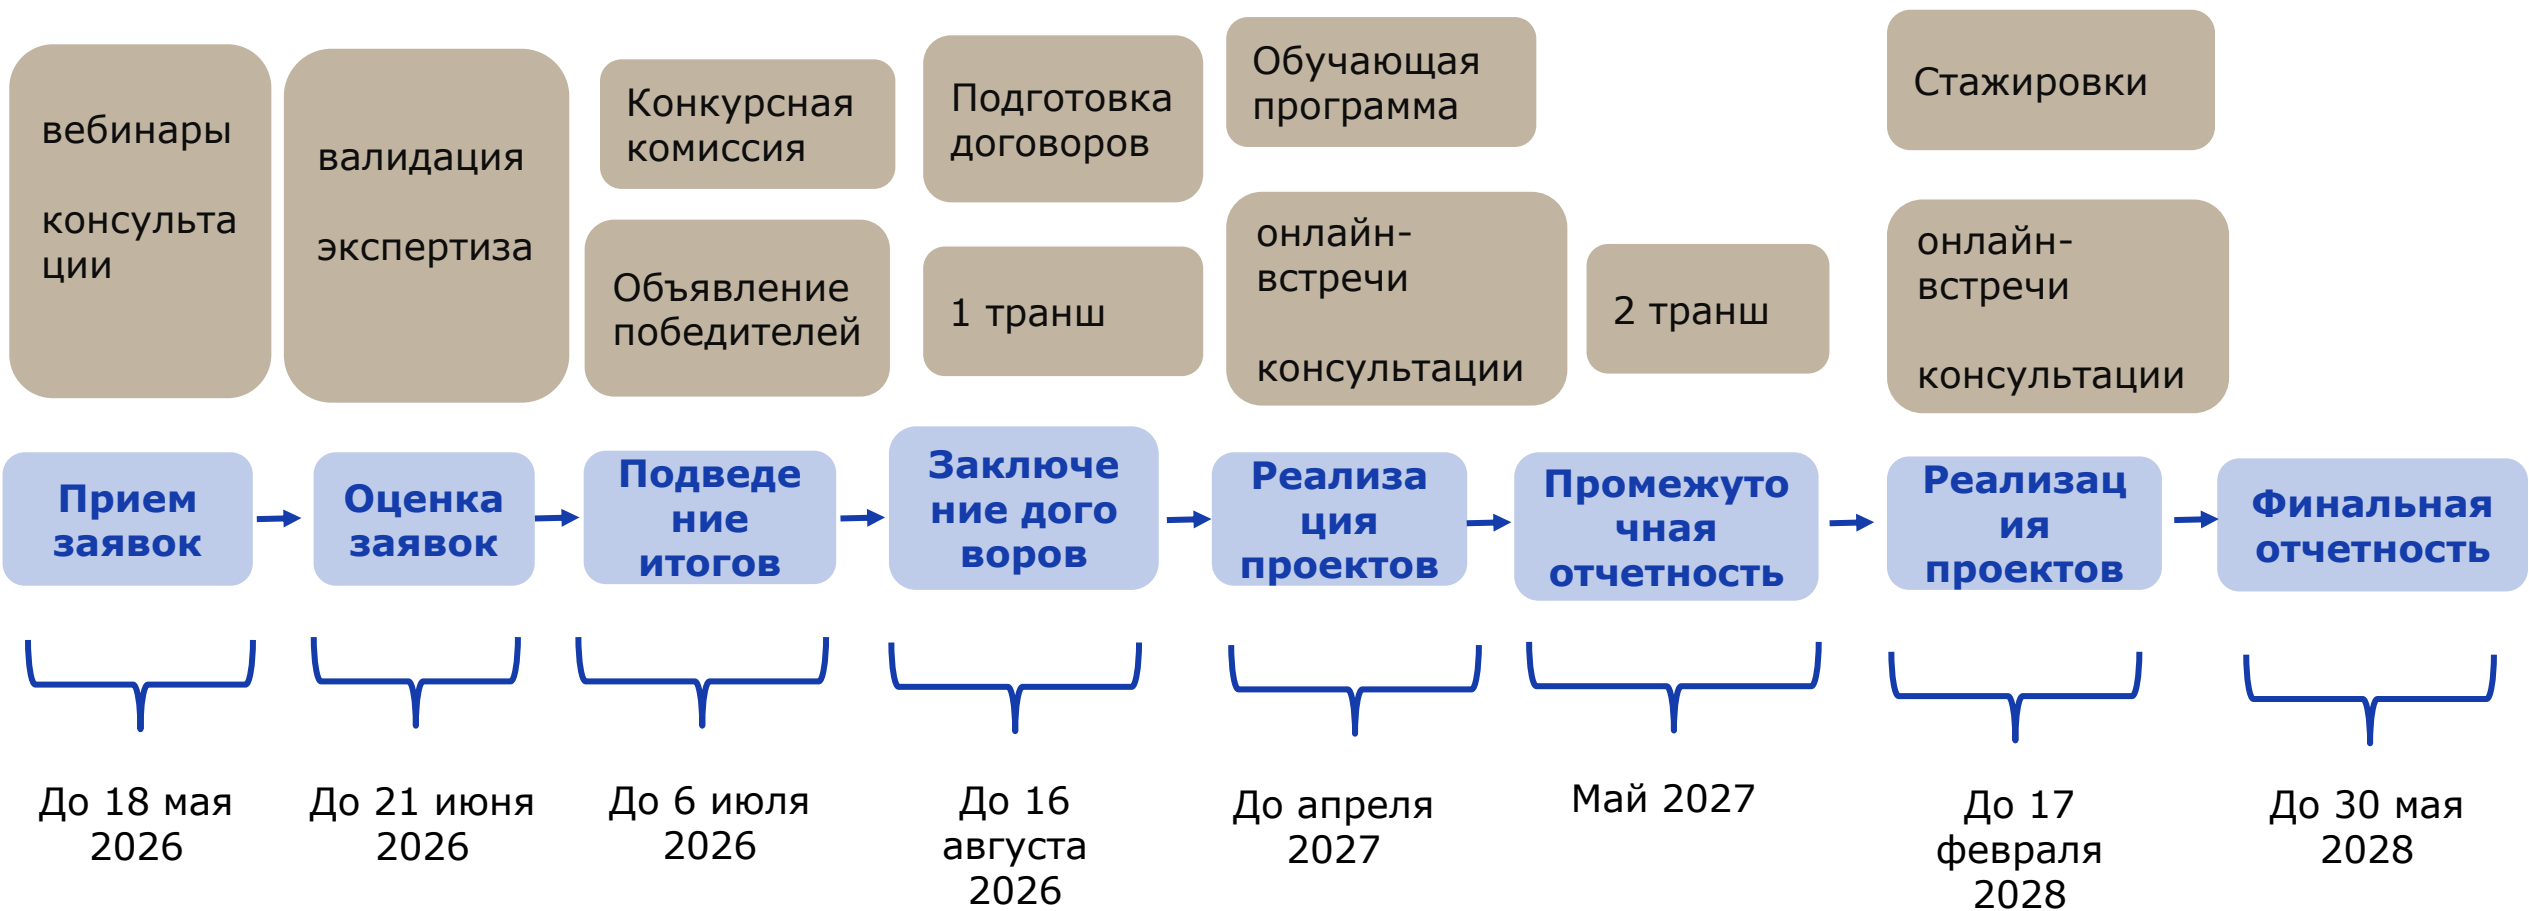 вебинары
консульта
ции
валидация
экспертиза
Конкурсная
комиссия
Объявление
победителей
Подготовка
договоров
1 транш
Обучающая
программа
онлайн-
встречи
консультации
2 транш
Стажировки
онлайн-
встречи
консультации
Прием
заявок
Оценка
заявок
Подведе
ние
итогов
Заключе
ние дого
воров
Реализа
ция
проектов
Промежуто
чная
отчетность
Реализац
ия
проектов
Финальная
отчетность
До 18 мая
2026
До 21 июня
2026
До 6 июля
2026
До 16
августа
2026
До апреля
2027
Май 2027
До 17
февраля
2028
До 30 мая
2028